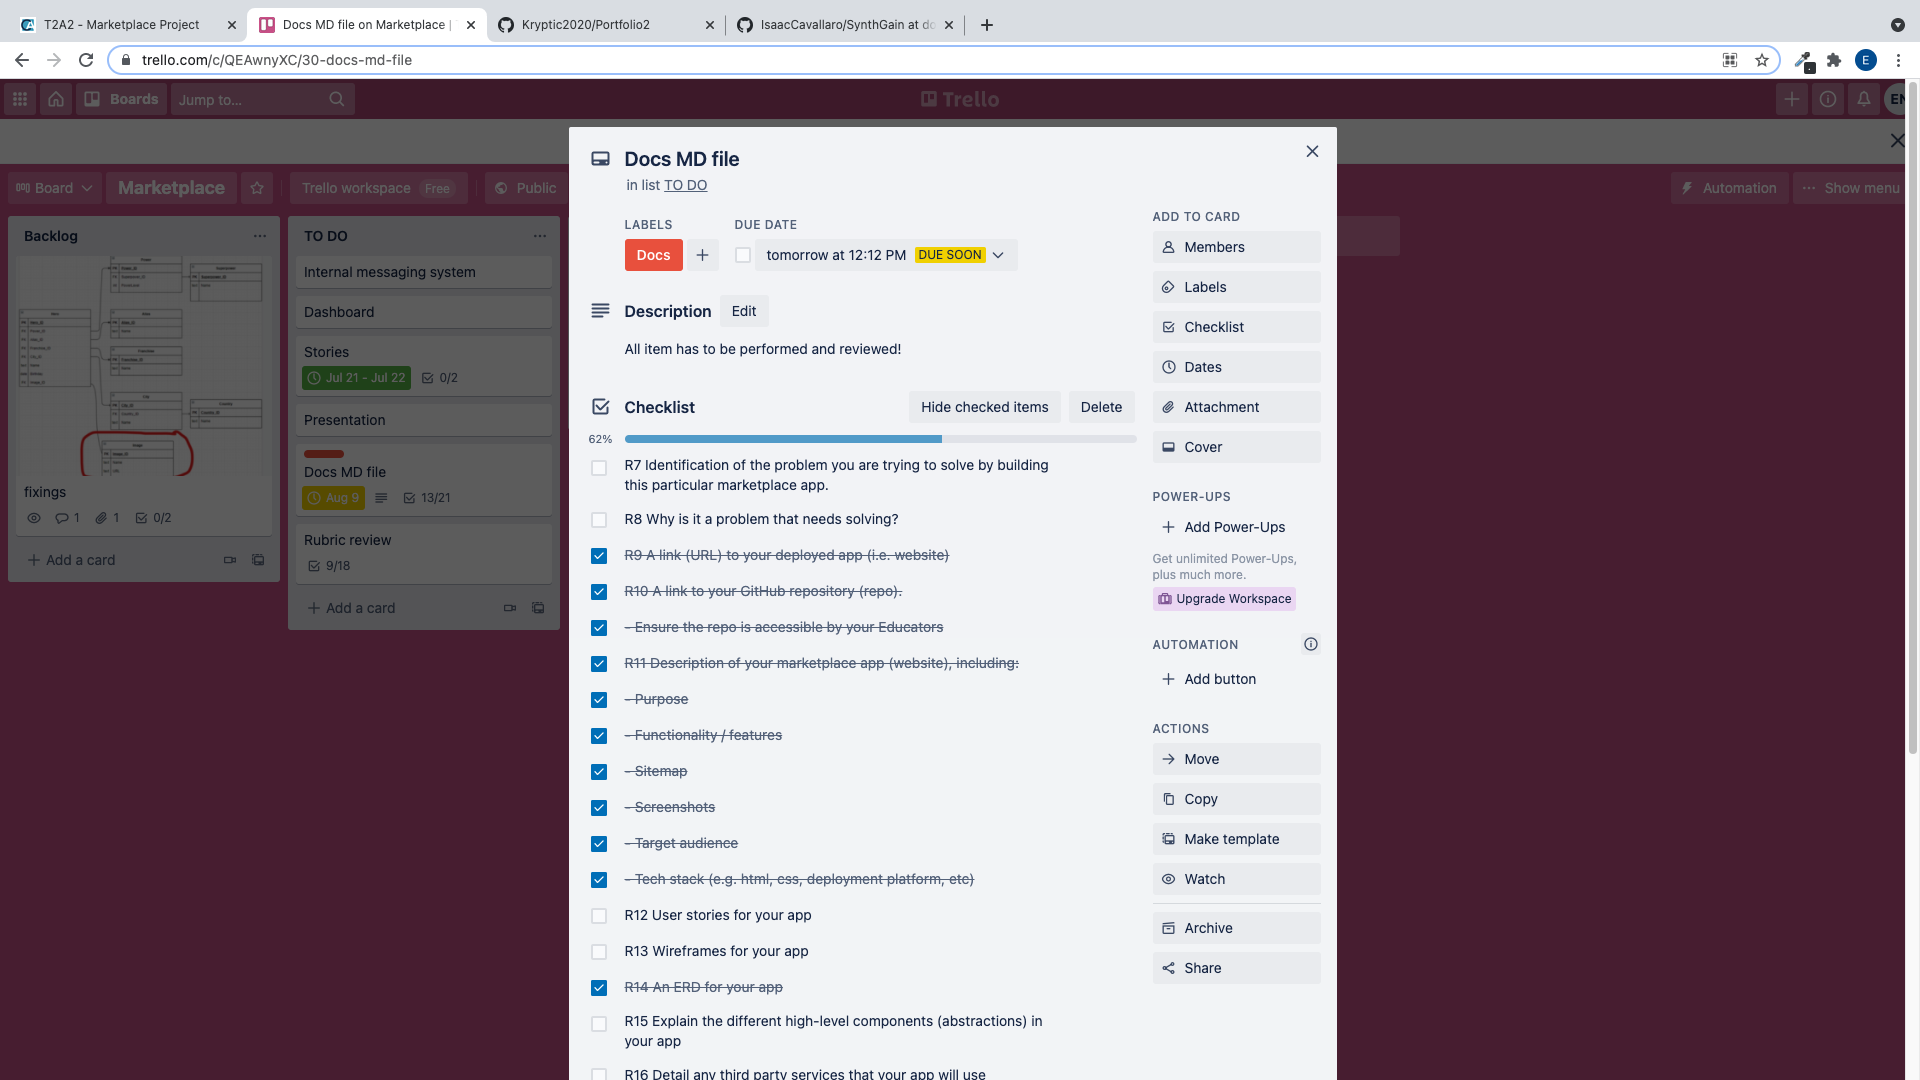 T2A2 - Marketplace Project
Docs MD file on Marketplace |
Kryptic2020/Portfolio2
IsaacCavallaro/SynthGain at do
trello.com/c/QEAwnyXC/30-docs-md-file
E
Boards
Jump to...
Trello
EN
Board
Marketplace
Trello workspace Free
Public
Automation
Show menu
Backlog
fixings
1
1
0/2
Add a card
TO DO
Internal messaging system
Dashboard
Stories
Jul 21 - Jul 22
0/2
Presentation
Docs MD file
Aug 9
13/21
Rubric review
9/18
Add a card
Docs MD file
in list TO DO
LABELS
DUE DATE
Docs
tomorrow at 12:12 PM DUE SOON
Description
Edit
All item has to be performed and reviewed!
Checklist
Hide checked items
Delete
62%
R7 Identification of the problem you are trying to solve by building
this particular marketplace app.
R8 Why is it a problem that needs solving?
R9 A link (URL) to your deployed app (i.e. website)
R10 A link to your GitHub repository (repo).
- Ensure the repo is accessible by your Educators
R11 Description of your marketplace app (website), including:
- Purpose
- Functionality / features
- Sitemap
- Screenshots
- Target audience
- Tech stack (e.g. html, css, deployment platform, etc)
R12 User stories for your app
R13 Wireframes for your app
R14 An ERD for your app
R15 Explain the different high-level components (abstractions) in
your app
R16 Detail any third party services that your app will use
ADD TO CARD
Members
Labels
Checklist
Dates
Attachment
Cover
POWER-UPS
Add Power-Ups
Get unlimited Power-Ups,
plus much more.
Upgrade Workspace
AUTOMATION
Add button
ACTIONS
Move
Copy
Make template
Watch
Archive
Share